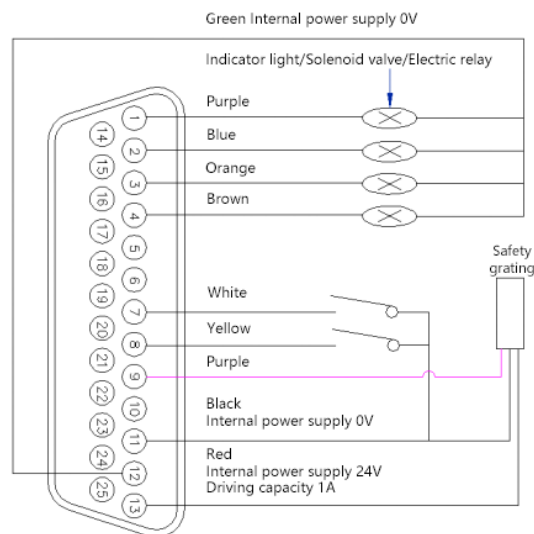 Green Internal power supply 0V
Indicator light/Solenoid valve/Electric relay
Purple
Blue
Orange
Brown
Safety
grating
White
Yellow
Purple
Black
Internal power supply 0V
Red
Internal power supply 24V
Driving capacity 1A
1
2
3
4
5
6
7
8
9
10
11
12
13
14
15
16
17
18
19
20
21
22
23
24
25